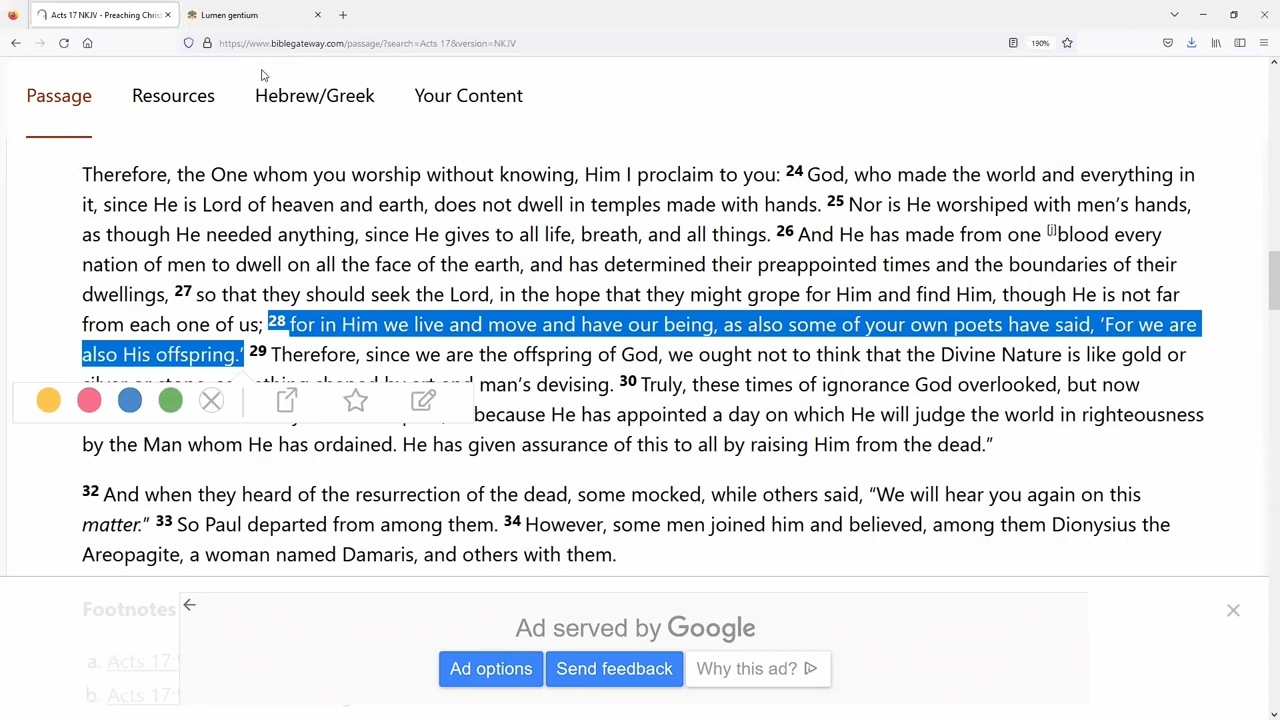 Acts 17 NKJV - Preaching Chris
Lumen gentium
https://www.biblegateway.com/passage/?search=Acts 17&version=NKJV
190%
Passage
Resources
Hebrew/Greek
Your Content
Therefore, the One whom you worship without knowing, Him I proclaim to you: 24 God, who made the world and everything in
it, since He is Lord of heaven and earth, does not dwell in temples made with hands. 25 Nor is He worshiped with men’s hands,
as though He needed anything, since He gives to all life, breath, and all things. 26 And He has made from one [j]blood every
nation of men to dwell on all the face of the earth, and has determined their preappointed times and the boundaries of their
dwellings, 27 so that they should seek the Lord, in the hope that they might grope for Him and find Him, though He is not far
from each one of us; 28 for in Him we live and move and have our being, as also some of your own poets have said, ‘For we are
also His offspring.’ 29 Therefore, since we are the offspring of God, we ought not to think that the Divine Nature is like gold or
man’s devising. 30 Truly, these times of ignorance God overlooked, but now
because He has appointed a day on which He will judge the world in righteousness
by the Man whom He has ordained. He has given assurance of this to all by raising Him from the dead.”
32 And when they heard of the resurrection of the dead, some mocked, while others said, “We will hear you again on this
matter.” 33 So Paul departed from among them. 34 However, some men joined him and believed, among them Dionysius the
Areopagite, a woman named Damaris, and others with them.
Footnotes
a. Acts 17:
b. Acts 17:
Ad served by Google
Ad options
Send feedback
Why this ad?